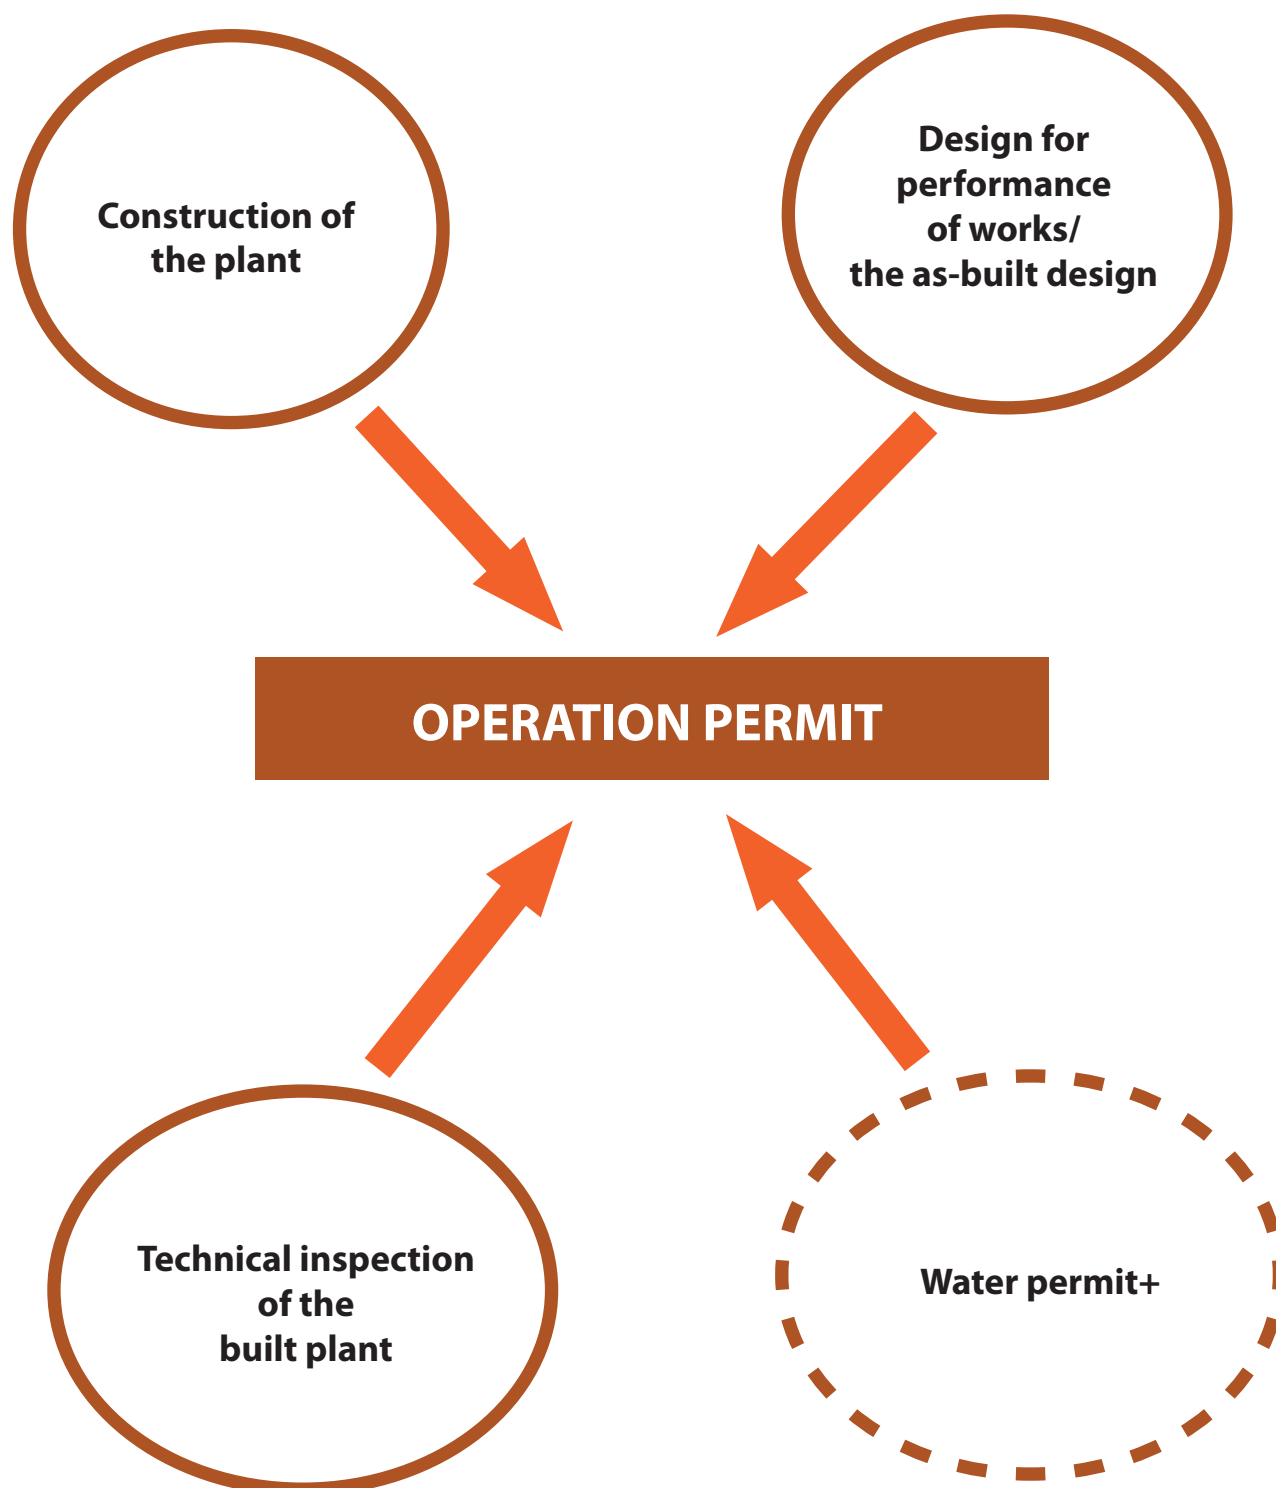 Construction of
the plant
Design for
performance
of works/
the as-built design
OPERATION PERMIT
Technical inspection
of the
built plant
Water permit+